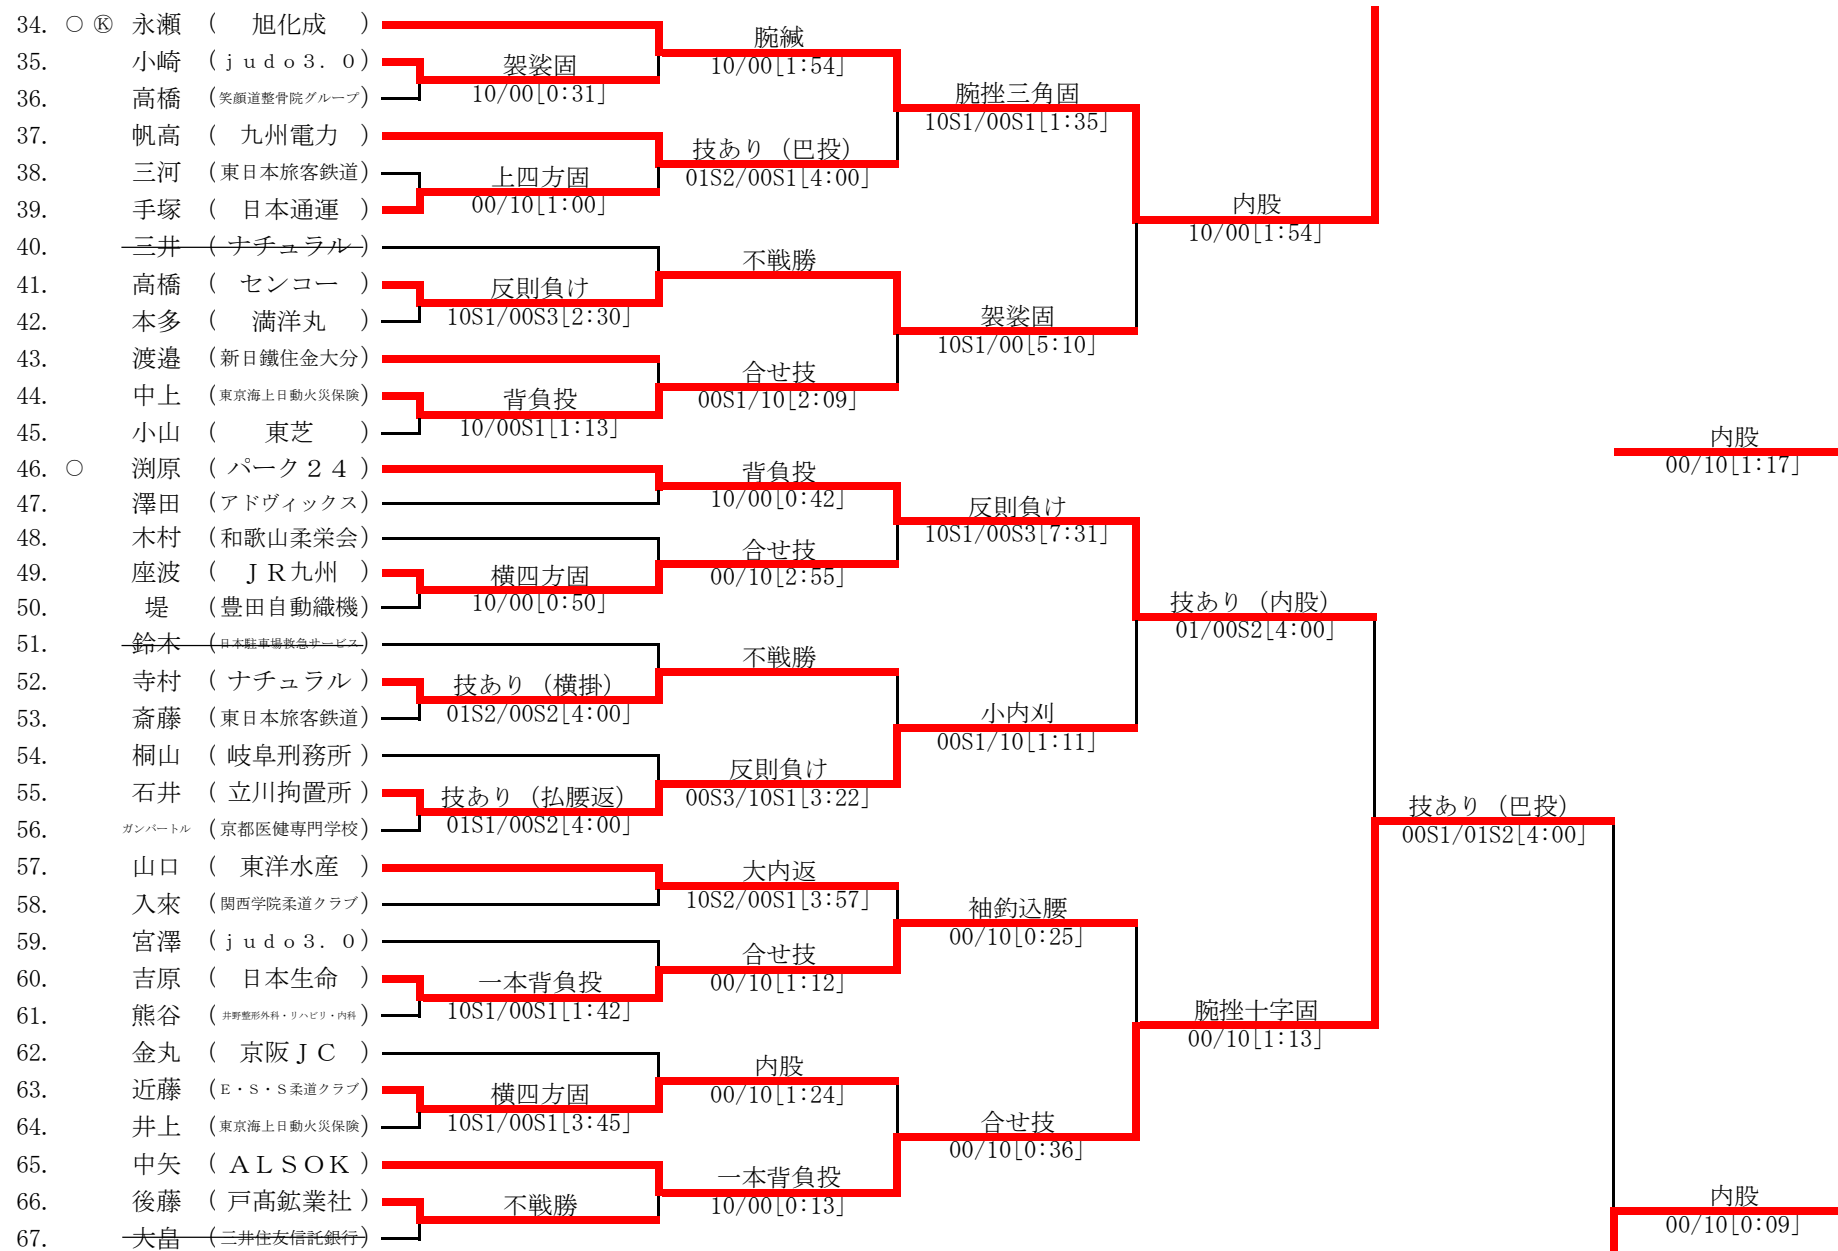 34. ○ Ⓚ 永瀬 ( 旭化成 )
35. 小崎 (ｊｕｄｏ３．０)
36. 高橋 (笑顔道整骨院グループ)
37. 帆高 ( 九州電力 )
38. 三河 (東日本旅客鉄道)
39. 手塚 ( 日本通運 )
40. 三井 ( ナチュラル )
41. 高橋 ( センコー )
42. 本多 ( 満洋丸 )
43. 渡邉 (新日鐵住金大分)
44. 中上 (東京海上日動火災保険)
45. 小山 ( 東芝 )
46. ○ 渕原 ( パーク２４ )
47. 澤田 (アドヴィックス)
48. 木村 (和歌山柔栄会)
49. 座波 ( ＪＲ九州 )
50. 堤 (豊田自動織機)
51. 鈴木 (日本駐車場救急サービス)
52. 寺村 ( ナチュラル )
53. 斎藤 (東日本旅客鉄道)
54. 桐山 ( 岐阜刑務所 )
55. 石井 ( 立川拘置所 )
56. ガンバートル (京都医健専門学校)
57. 山口 ( 東洋水産 )
58. 入來 (関西学院柔道クラブ)
59. 宮澤 (ｊｕｄｏ３．０)
60. 吉原 ( 日本生命 )
61. 熊谷 (井野整形外科・リハビリ・内科)
62. 金丸 ( 京阪ＪＣ )
63. 近藤 (Ｅ・Ｓ・Ｓ柔道クラブ)
64. 井上 (東京海上日動火災保険)
65. 中矢 ( ＡＬＳＯＫ )
66. 後藤 ( 戸髙鉱業社 )
67. 大畠 (三井住友信託銀行)
袈裟固
10/00[0:31]
上四方固
00/10[1:00]
反則負け
10S1/00S3[2:30]
背負投
10/00S1[1:13]
横四方固
10/00[0:50]
技あり（横掛）
01S2/00S2[4:00]
技あり（払腰返）
01S1/00S2[4:00]
一本背負投
10S1/00S1[1:42]
横四方固
10S1/00S1[3:45]
不戦勝
腕緘
10/00[1:54]
技あり（巴投）
01S2/00S1[4:00]
不戦勝
合せ技
00S1/10[2:09]
背負投
10/00[0:42]
合せ技
00/10[2:55]
不戦勝
反則負け
00S3/10S1[3:22]
大内返
10S2/00S1[3:57]
合せ技
00/10[1:12]
内股
00/10[1:24]
一本背負投
10/00[0:13]
腕挫三角固
10S1/00S1[1:35]
袈裟固
10S1/00[5:10]
反則負け
10S1/00S3[7:31]
小内刈
00S1/10[1:11]
袖釣込腰
00/10[0:25]
合せ技
00/10[0:36]
内股
10/00[1:54]
技あり（内股）
01/00S2[4:00]
腕挫十字固
00/10[1:13]
技あり（巴投）
00S1/01S2[4:00]
内股
00/10[1:17]
内股
00/10[0:09]